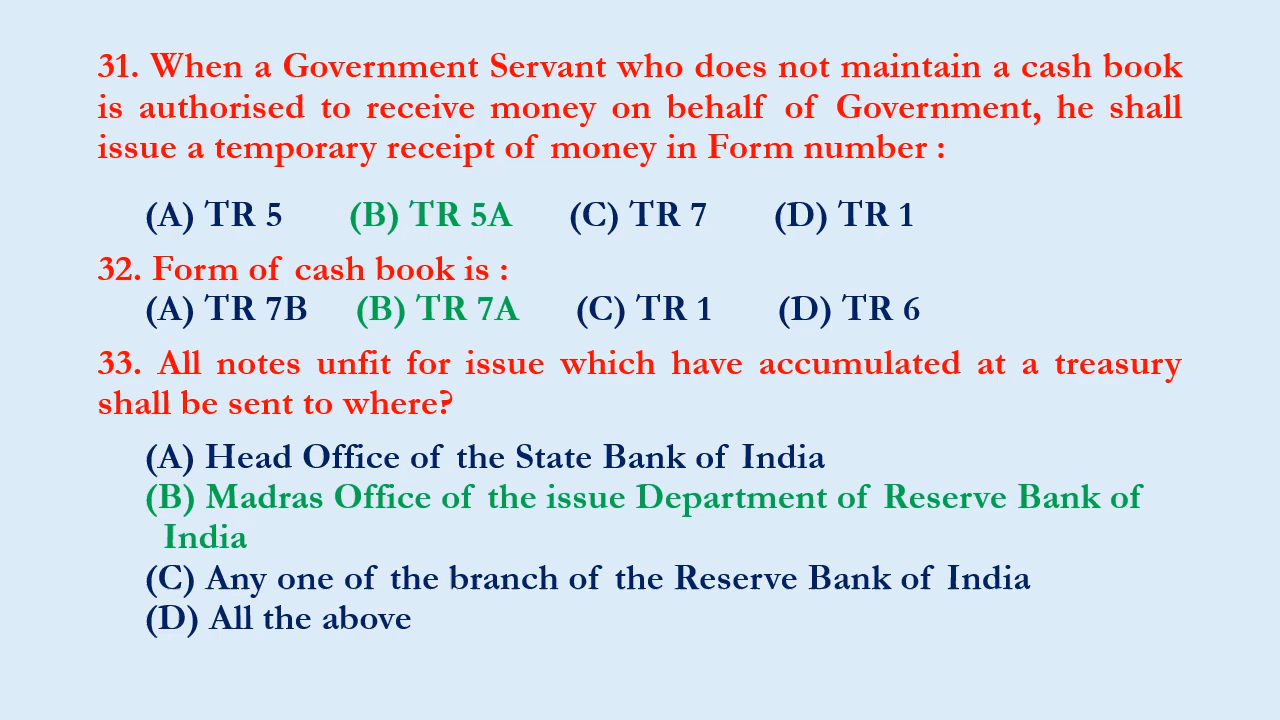 31. When a Government Servant who does not maintain a cash book
is authorised to receive money on behalf of Government, he shall
issue a temporary receipt of money in Form number :
(A) TR 5 (B) TR 5A (C) TR 7 (D) TR 1
32. Form of cash book is :
(A) TR 7B (B) TR 7A (C) TR 1 (D) TR 6
33. All notes unfit for issue which have accumulated at a treasury
shall be sent to where?
(A) Head Office of the State Bank of India
(B) Madras Office of the issue Department of Reserve Bank of
India
(C) Any one of the branch of the Reserve Bank of India
(D) All the above